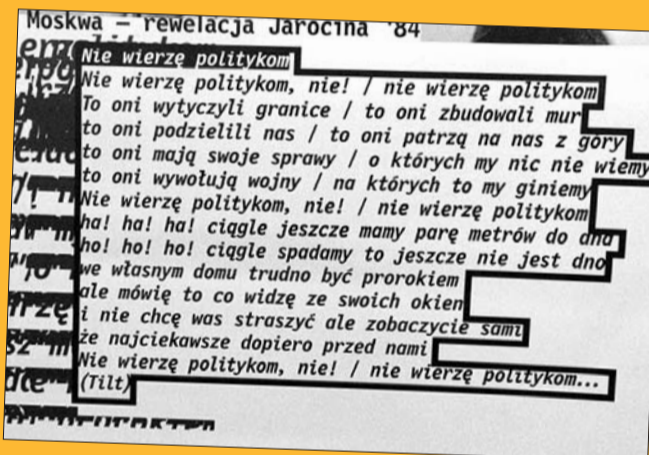 Moskwa – rewelacja Jarocina '84
Nie wierzę politykom
Nie wierzę politykom, nie! / nie wierzę politykom
To oni wytyczyli granice / to oni zbudowali mur
to oni podzielili nas / to oni patrzą na nas z góry
to oni mają swoje sprawy / o których my nic nie wiemy
to oni wywołują wojny / na których to my giniemy
Nie wierzę politykom, nie! / nie wierzę politykom
ha! ha! ha! ciągle jeszcze mamy parę metrów do dna
ho! ho! ho! ciągle spadamy to jeszcze nie jest dno
we własnym domu trudno być prorokiem
ale mówię to co widzę ze swoich okien
i nie chcę was straszyć ale zobaczycie sami
że najciekawsze dopiero przed nami
Nie wierzę politykom, nie! / nie wierzę politykom...
(Tilt)